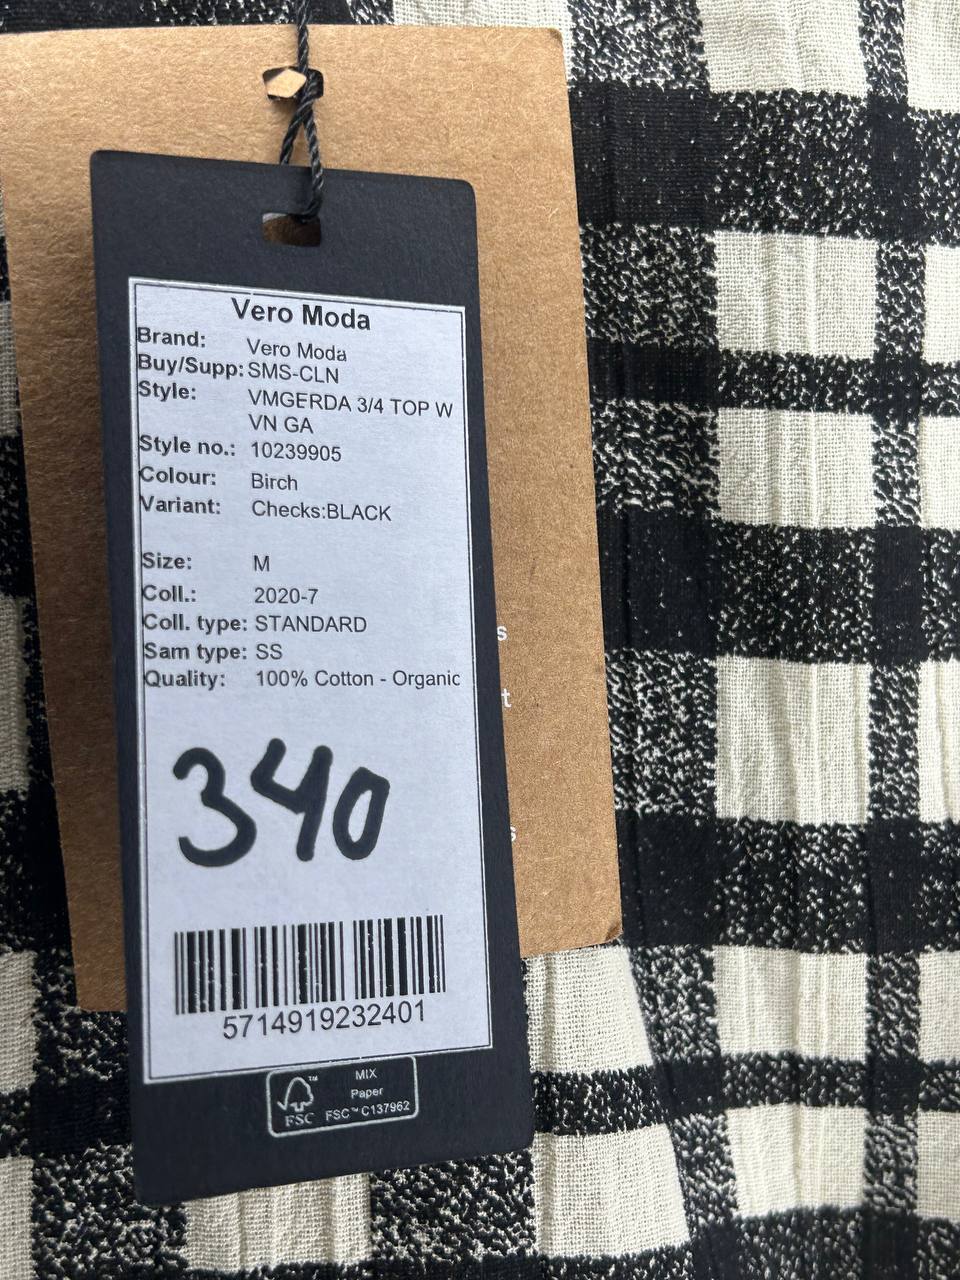 Vero Moda
Brand: Vero Moda
Buy/Supp: SMS-CLN
Style: VMGERDA 3/4 TOP W
VN GA
Style no.: 10239905
Colour: Birch
Variant: Checks:BLACK
Size: M
Coll.: 2020-7
Coll. type: STANDARD
Sam type: SS
Quality: 100% Cotton - Organic
340
5714919232401
FSC™
MIX
Paper
FSC™ C137962
s
t
s